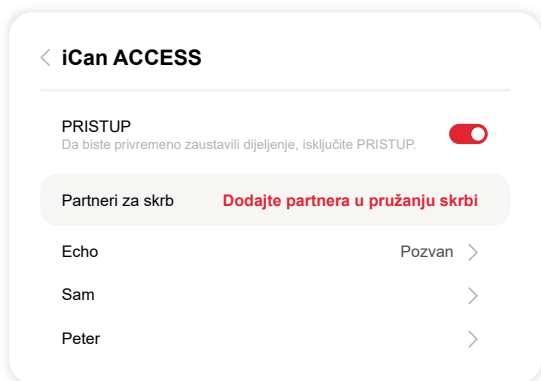 iCan ACCESS
PRISTUP
Da biste privremeno zaustavili dijeljenje, isključite PRISTUP.
Partneri za skrb Dodajte partnera u pružanju skrbi
Echo Pozvan
Sam
Peter